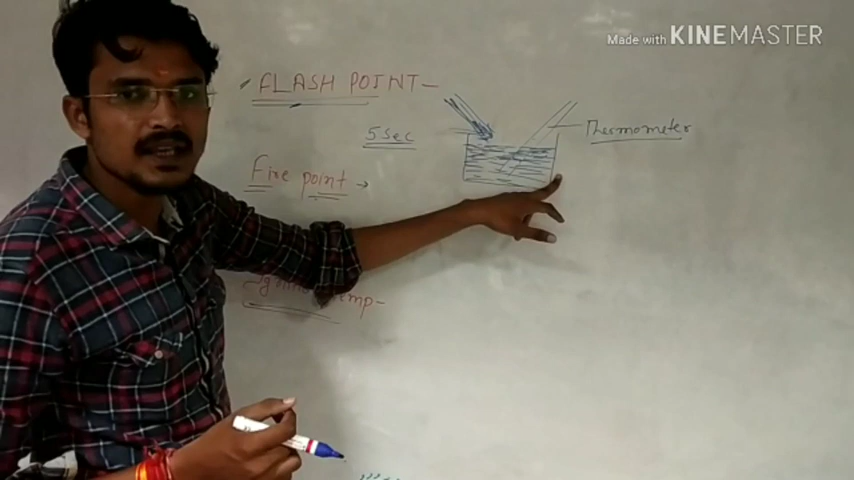 Made with KINEMASTER
FLASH POINT-
5 Sec
Thermometer
Fire point →